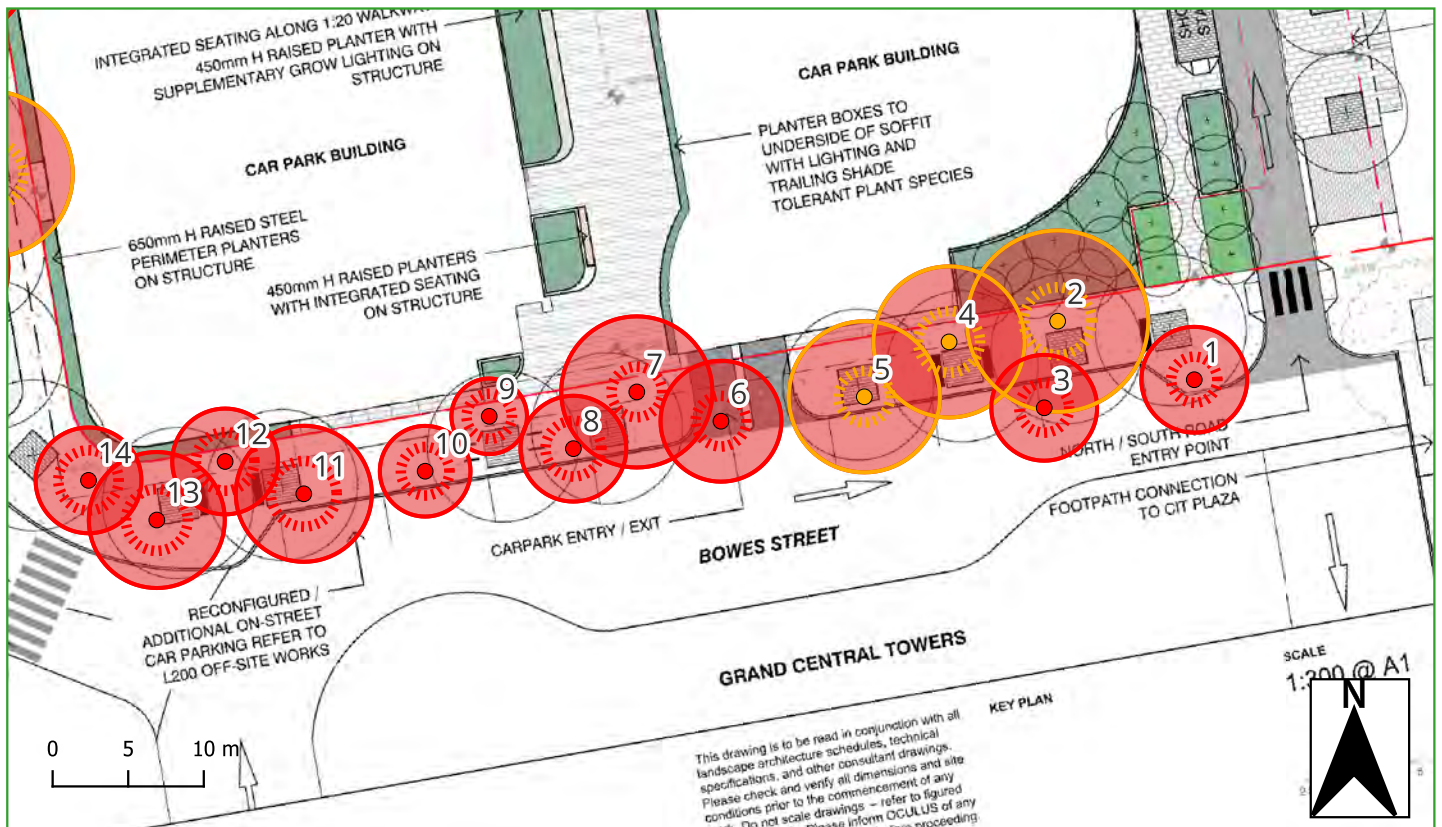 INTEGRATED SEATING ALONG 1:20
450mm H RAISED PLANTER WITH
SUPPLEMENTARY GROW LIGHTING ON
STRUCTURE
CAR PARK BUILDING
650mm H RAISED STEEL
PERIMETER PLANTERS
ON STRUCTURE
450mm H RAISED PLANTERS
WITH INTEGRATED SEATING
ON STRUCTURE
CAR PARK BUILDING
PLANTER BOXES TO
UNDERSIDE OF SOFFIT
WITH LIGHTING AND
TRAILING SHADE
TOLERANT PLANT SPECIES
1
2
3
4
5
6
7
8
9
10
11
12
13
14
NORTH / SOUTH ROAD
ENTRY POINT
FOOTPATH CONNECTION
TO CIT PLAZA
CARPARK ENTRY / EXIT
BOWES STREET
RECONFIGURED /
ADDITIONAL ON-STREET
CAR PARKING REFER TO
L200 OFF-SITE WORKS
GRAND CENTRAL TOWERS
SCALE
1:200 @ A1
N
KEY PLAN
0 5 10 m
This drawing is to be read in conjunction with all
landscape architecture schedules, technical
specifications, and other consultant drawings.
Please check and verify all dimensions and site
conditions prior to the commencement of any
Do not scale drawings – refer to figured
Please inform OCULUS of any
proceeding